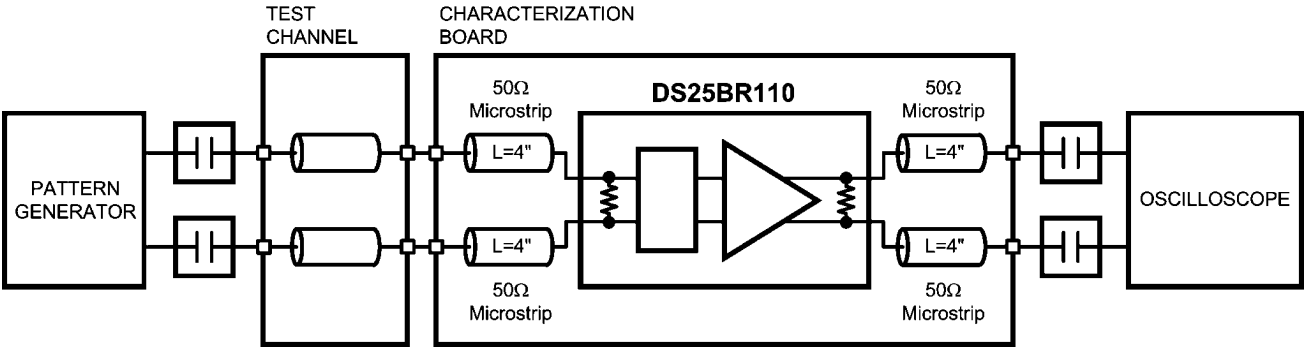 TEST
CHANNEL
CHARACTERIZATION
BOARD
50Ω
Microstrip
DS25BR110
50Ω
Microstrip
L=4"
L=4"
PATTERN
GENERATOR
OSCILLOSCOPE
L=4"
L=4"
50Ω
Microstrip
50Ω
Microstrip